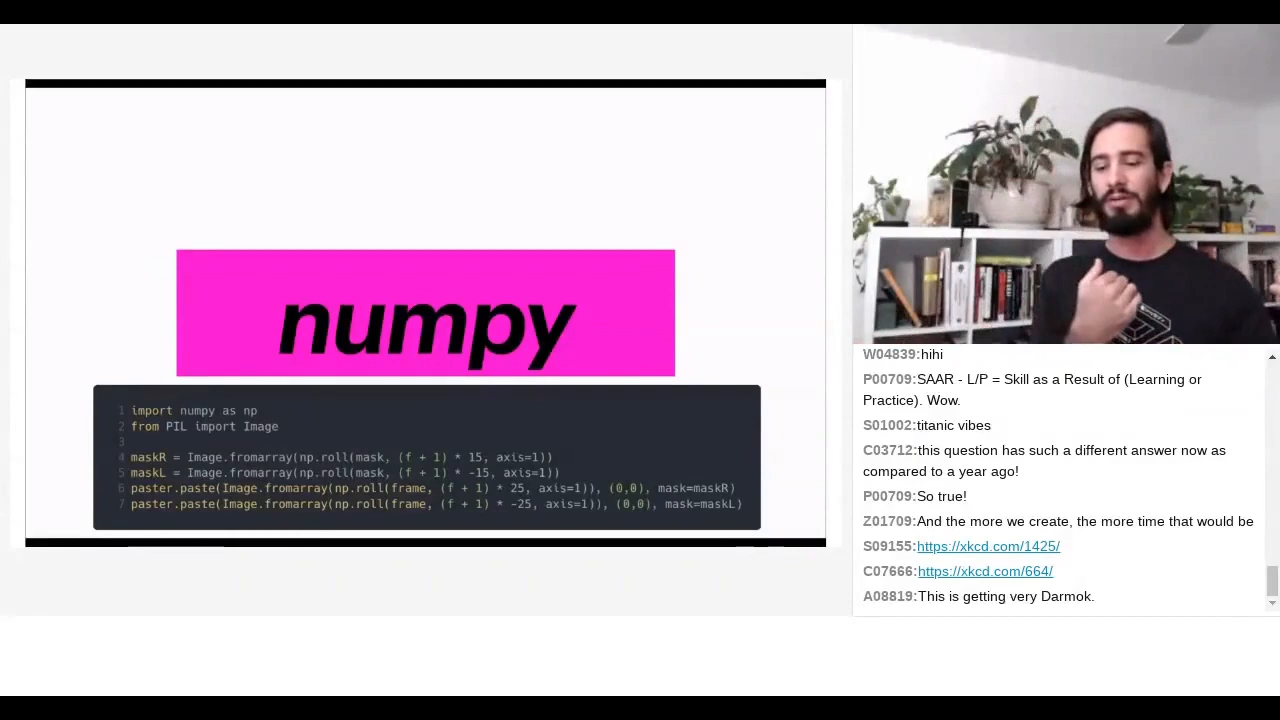 numpy
1 import numpy as np
2 from PIL import Image
3
4 maskR = Image.fromarray(np.roll(mask, (f + 1) * 15, axis=1))
5 maskL = Image.fromarray(np.roll(mask, (f + 1) * -15, axis=1))
6 paster.paste(Image.fromarray(np.roll(frame, (f + 1) * 25, axis=1)), (0,0), mask=maskR)
7 paster.paste(Image.fromarray(np.roll(frame, (f + 1) * -25, axis=1)), (0,0), mask=maskL)
W04839:hihi
P00709:SAAR - L/P = Skill as a Result of (Learning or
Practice). Wow.
S01002:titanic vibes
C03712:this question has such a different answer now as
compared to a year ago!
P00709:So true!
Z01709:And the more we create, the more time that would be
S09155:https://xkcd.com/1425/
C07666:https://xkcd.com/664/
A08819:This is getting very Darmok.